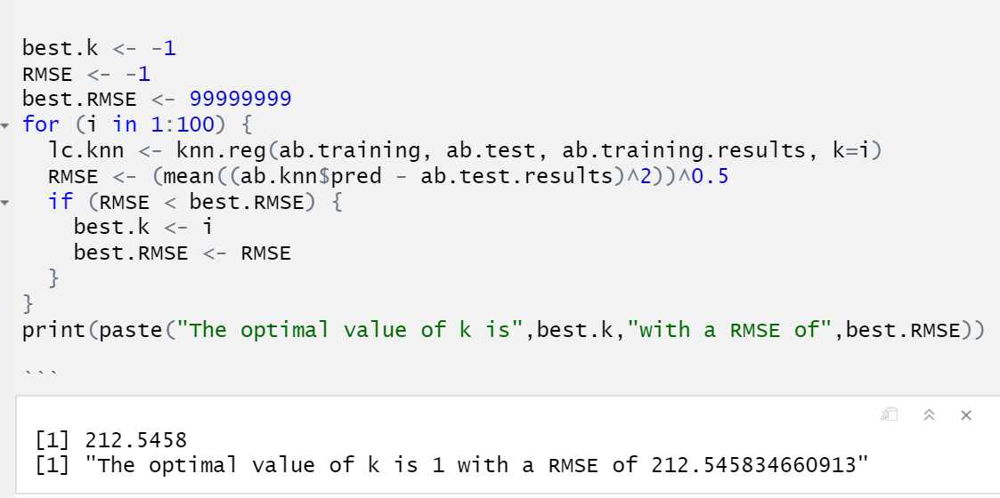 best.k <- -1
RMSE <- -1
best.RMSE <- 99999999
for (i in 1:100) {
  lc.knn <- knn.reg(ab.training, ab.test, ab.training.results, k=i)
  RMSE <- (mean((ab.knn$pred - ab.test.results)^2))^0.5
  if (RMSE < best.RMSE) {
    best.k <- i
    best.RMSE <- RMSE
  }
}
print(paste("The optimal value of k is",best.k,"with a RMSE of",best.RMSE))
```
[1] 212.5458
[1] "The optimal value of k is 1 with a RMSE of 212.545834660913"